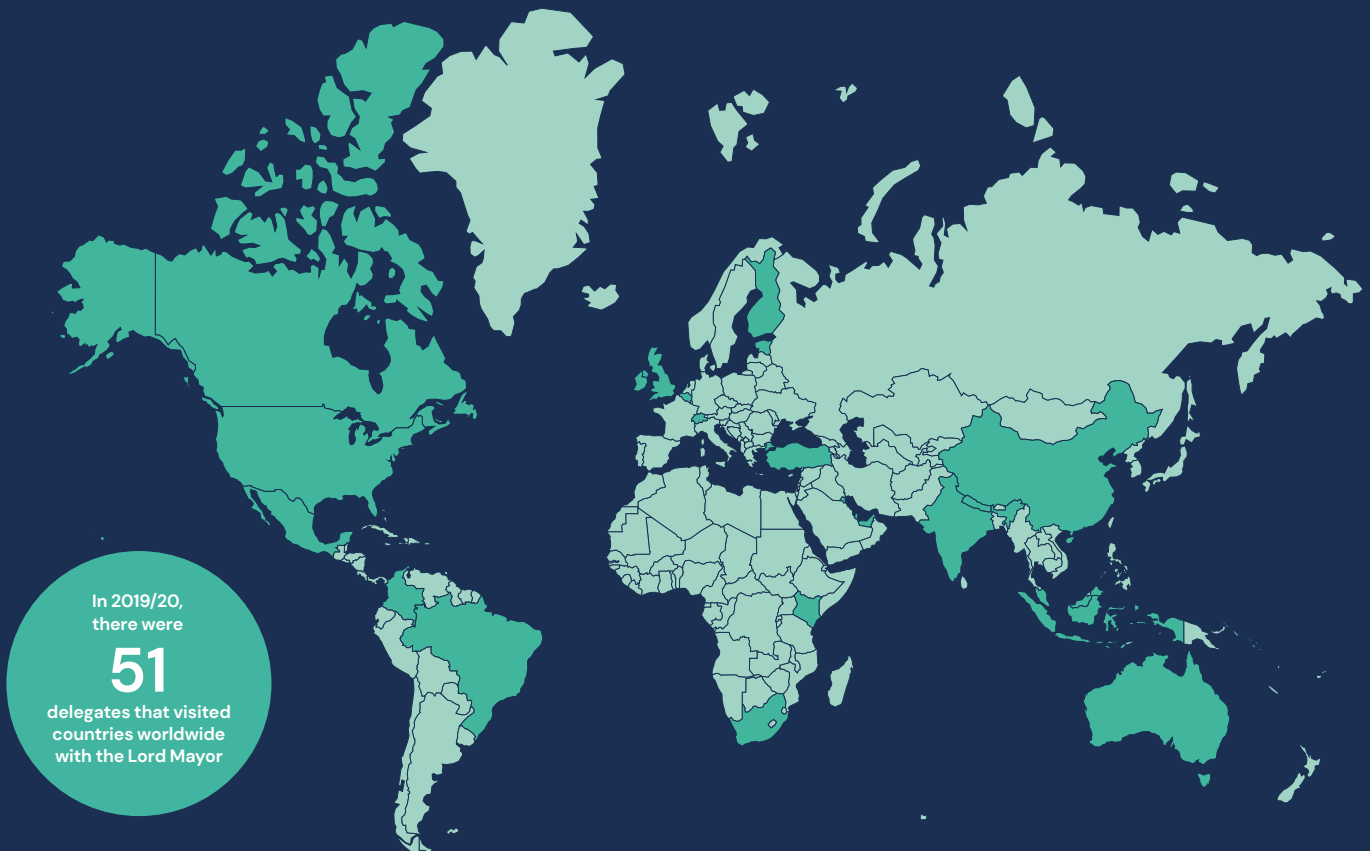 In 2019/20,
there were
51
delegates that visited
countries worldwide
with the Lord Mayor